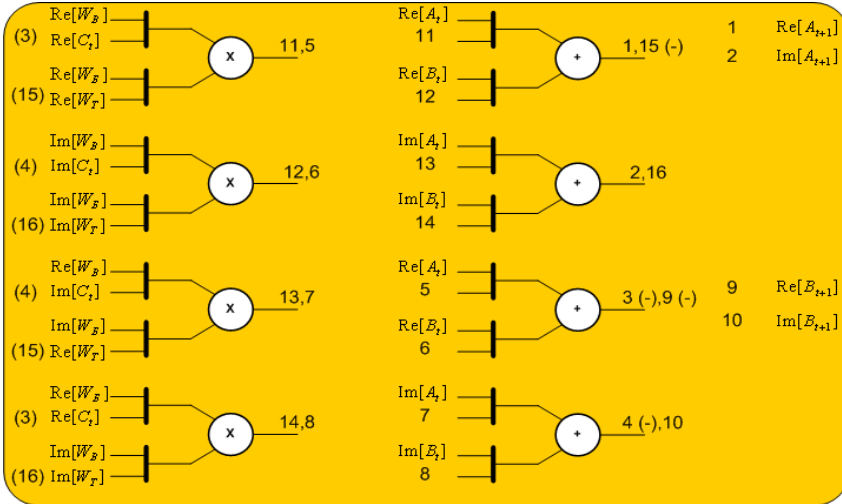 Re[W_B]
(3) Re[C_t]
x 11,5
Re[W_E]
(15) Re[W_T]
Im[W_B]
(4) Im[C_t]
x 12,6
Im[W_E]
(16) Im[W_T]
Re[W_B]
(4) Im[C_t]
x 13,7
Im[W_E]
(15) Re[W_T]
Re[W_E]
(3) Re[C_t]
x 14,8
Im[W_B]
(16) Im[W_T]
Re[A_t]
11
+ 1,15 (-)
Re[B_t]
12
Im[A_t]
13
+ 2,16
Im[B_t]
14
Re[A_t]
5
+ 3 (-),9 (-)
Re[B_t]
6
Im[A_t]
7
+ 4 (-),10
Im[B_t]
8
1 Re[A_{t+1}]
2 Im[A_{t+1}]
9 Re[B_{t+1}]
10 Im[B_{t+1}]